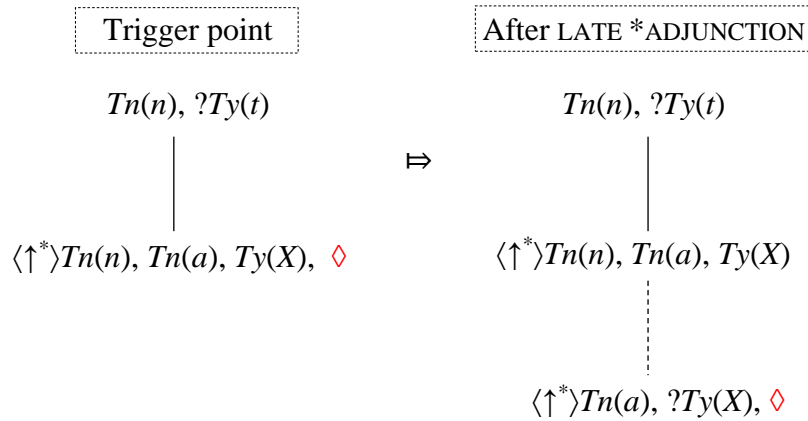 Trigger point
After LATE *ADJUNCTION
Tn(n), ?Ty(t)
Tn(n), ?Ty(t)
⤇
⟨↑*⟩Tn(n), Tn(a), Ty(X), ◊
⟨↑*⟩Tn(n), Tn(a), Ty(X)
⟨↑*⟩Tn(a), ?Ty(X), ◊